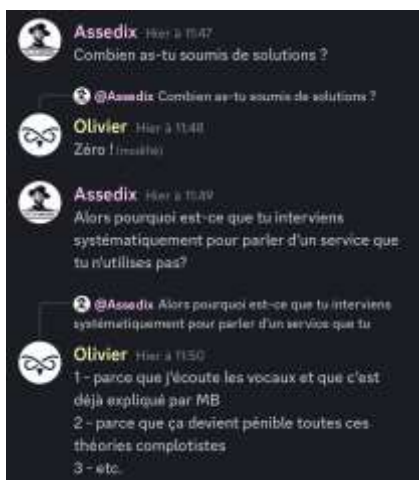 Assedix Hier à 11:47
Combien as-tu soumis de solutions ?
@Assedix Combien as-tu soumis de solutions ?
Olivier Hier à 11:48
Zéro ! (modifié)
Assedix Hier à 11:49
Alors pourquoi est-ce que tu interviens
systématiquement pour parler d'un service que
tu n'utilises pas?
@Assedix Alors pourquoi est-ce que tu interviens
systématiquement pour parler d'un service que tu
Olivier Hier à 11:50
1 - parce que j'écoute les vocaux et que c'est
déjà expliqué par MB
2 - parce que ça devient pénible toutes ces
théories complotistes
3 - etc.